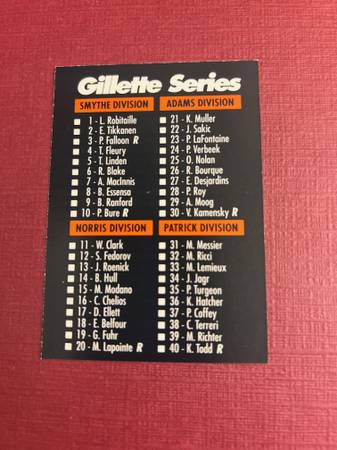 Gillette Series
SMYTHE DIVISION
1 - L. Robitaille
2 - E. Tikkanen
3 - P. Falloon R
4 - T. Fleury
5 - T. Linden
6 - R. Blake
7 - A. MacInnis
8 - B. Essensa
9 - B. Ranford
10 - P. Bure R
ADAMS DIVISION
21 - K. Muller
22 - J. Sakic
23 - P. LaFontaine
24 - P. Verbeek
25 - O. Nolan
26 - R. Bourque
27 - E. Desjardins
28 - P. Roy
29 - A. Moog
30 - V. Kamensky R
NORRIS DIVISION
11 - W. Clark
12 - S. Fedorov
13 - J. Roenick
14 - B. Hull
15 - M. Modano
16 - C. Chelios
17 - D. Ellett
18 - E. Belfour
19 - G. Fuhr
20 - M. Lapointe R
PATRICK DIVISION
31 - M. Messier
32 - M. Ricci
33 - M. Lemieux
34 - J. Jagr
35 - P. Turgeon
36 - K. Hatcher
37 - P. Coffey
38 - C. Terreri
39 - M. Richter
40 - K. Todd R